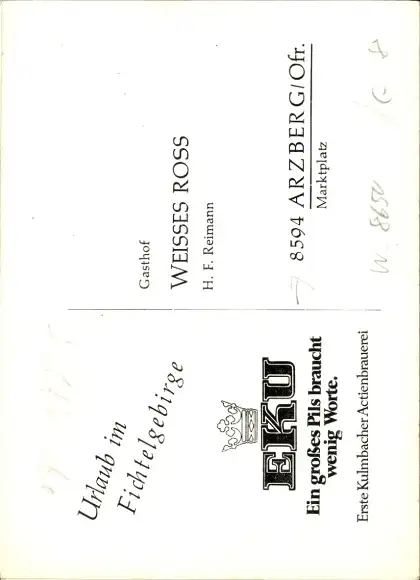 Urlaub im
Fichtelgebirge
EKU
Ein großes Pils braucht
wenig Worte.
Erste Kulmbacher Actienbrauerei
Gasthof
WEISSES ROSS
H. F. Reimann
8594 ARZBERG/Ofr.
Marktplatz
W 8650